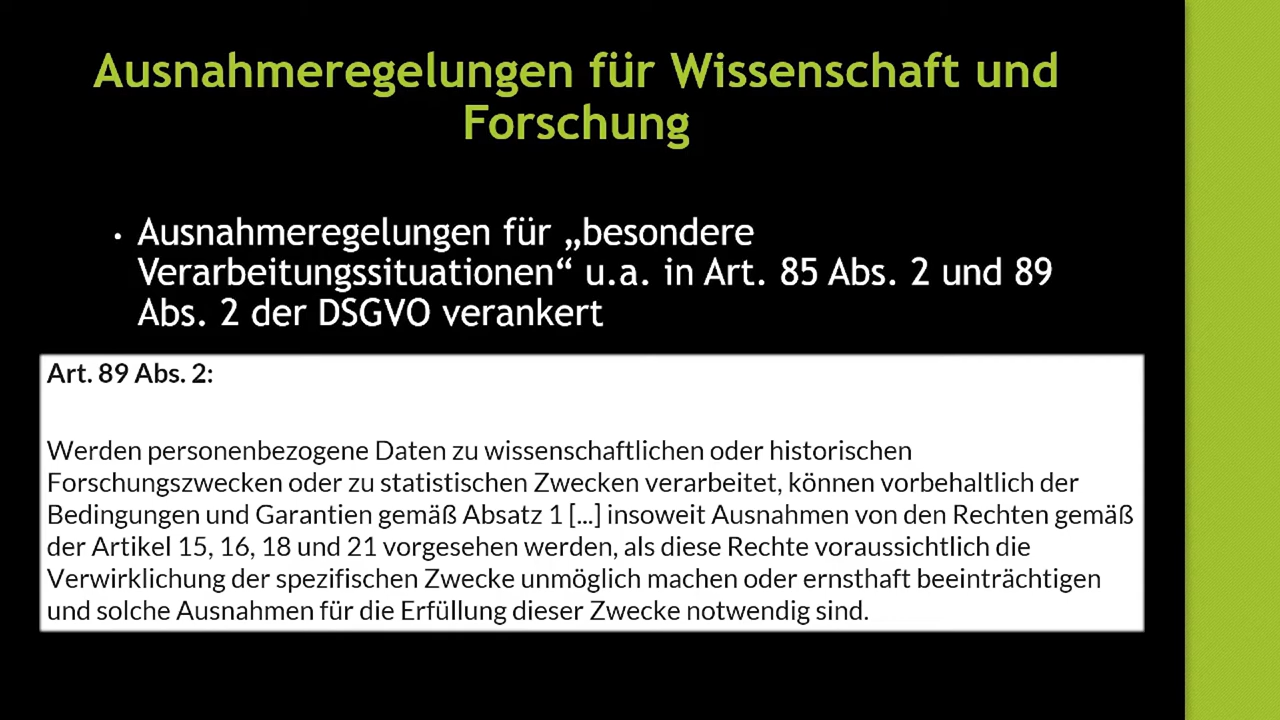 Ausnahmeregelungen für Wissenschaft und
Forschung
• Ausnahmeregelungen für „besondere
Verarbeitungssituationen“ u.a. in Art. 85 Abs. 2 und 89
Abs. 2 der DSGVO verankert
Art. 89 Abs. 2:
Werden personenbezogene Daten zu wissenschaftlichen oder historischen
Forschungszwecken oder zu statistischen Zwecken verarbeitet, können vorbehaltlich der
Bedingungen und Garantien gemäß Absatz 1 [...] insoweit Ausnahmen von den Rechten gemäß
der Artikel 15, 16, 18 und 21 vorgesehen werden, als diese Rechte voraussichtlich die
Verwirklichung der spezifischen Zwecke unmöglich machen oder ernsthaft beeinträchtigen
und solche Ausnahmen für die Erfüllung dieser Zwecke notwendig sind.